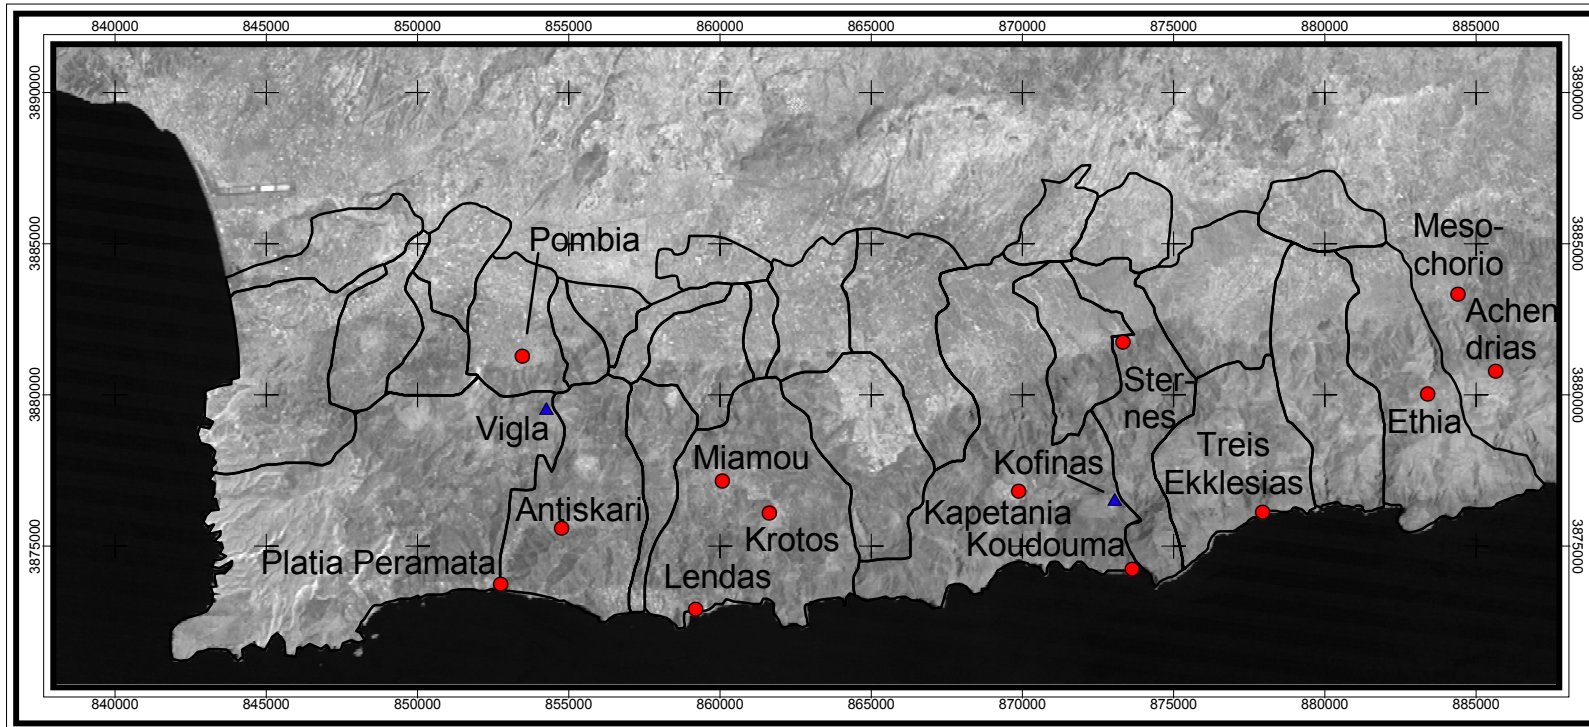 840000 845000 850000 855000 860000 865000 870000 875000 880000 885000
3890000 3890000
3885000 3885000
3880000 3880000
3875000 3875000
Pombia
Meso-
chorio
Achen
drias
Ster-
nes
Vigla
Ethia
Treis
Ekklesias
Miamou
Kofinas
Antiskari
Kapetania
Krotos
Koudouma
Platia Peramata
Lendas
840000 845000 850000 855000 860000 865000 870000 875000 880000 885000